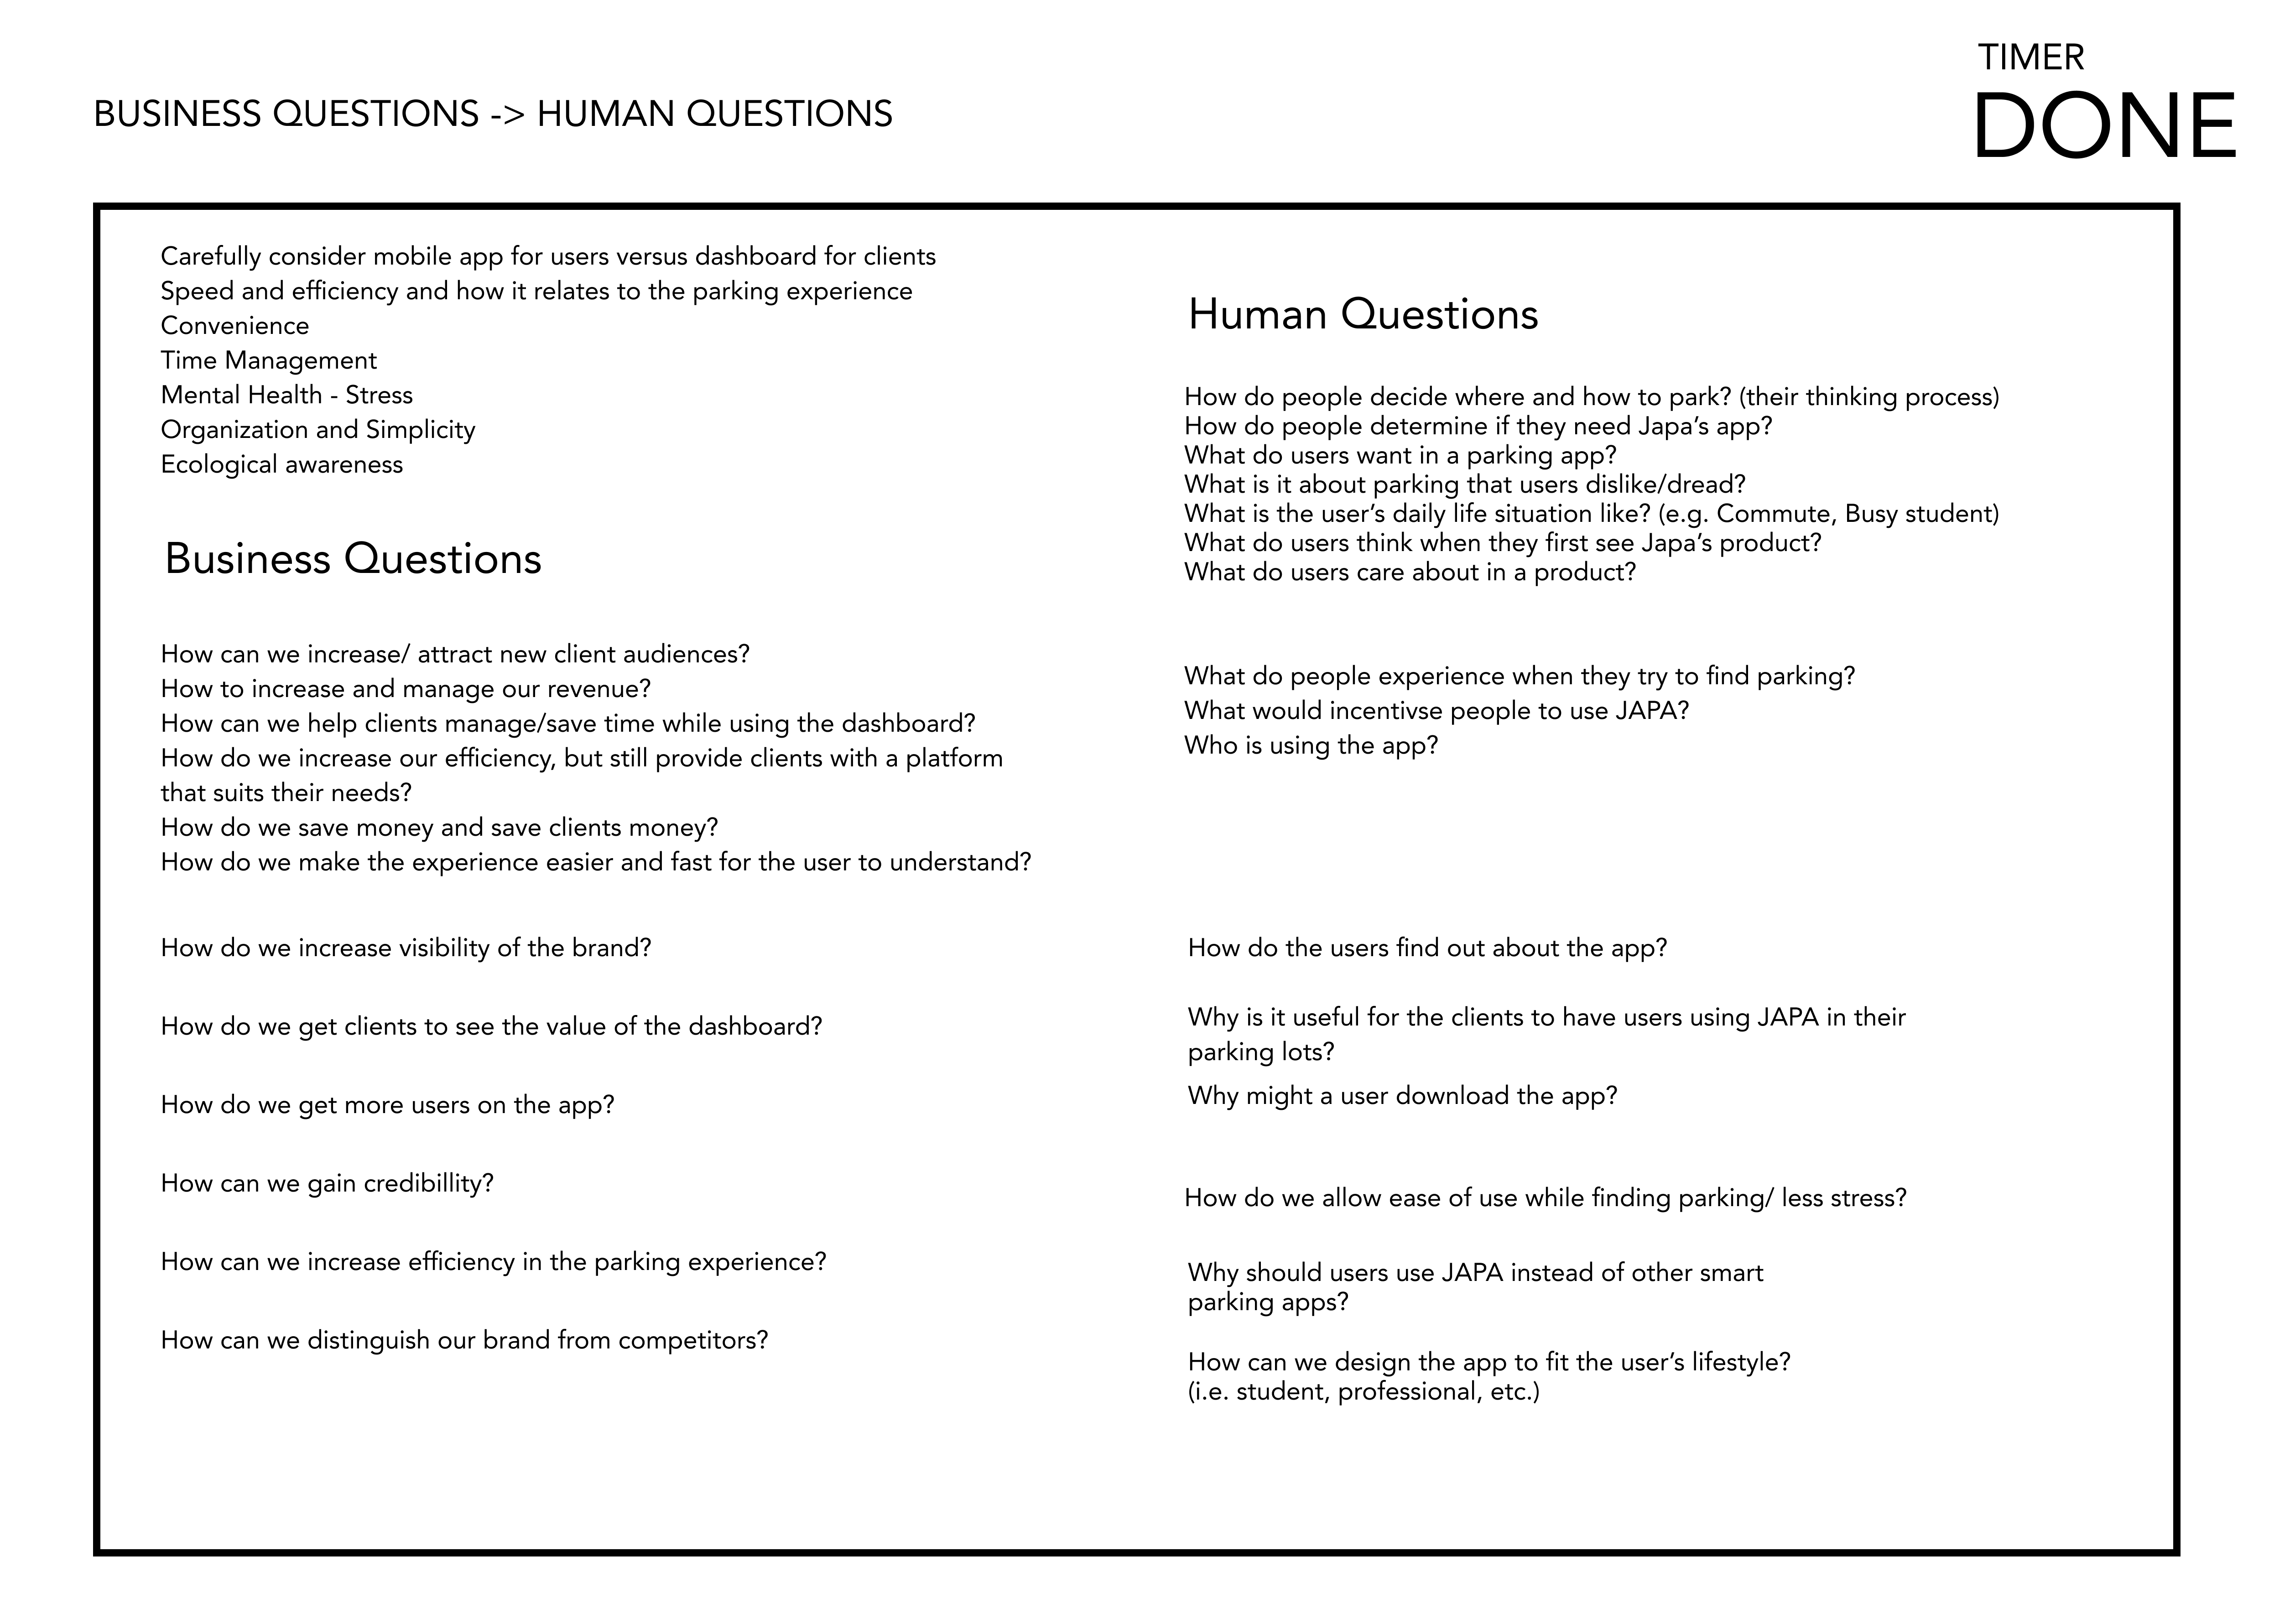 TIMER
DONE
BUSINESS QUESTIONS -> HUMAN QUESTIONS
Carefully consider mobile app for users versus dashboard for clients
Speed and efficiency and how it relates to the parking experience
Convenience
Time Management
Mental Health - Stress
Organization and Simplicity
Ecological awareness
Business Questions
How can we increase/ attract new client audiences?
How to increase and manage our revenue?
How can we help clients manage/save time while using the dashboard?
How do we increase our efficiency, but still provide clients with a platform
that suits their needs?
How do we save money and save clients money?
How do we make the experience easier and fast for the user to understand?
How do we increase visibility of the brand?
How do we get clients to see the value of the dashboard?
How do we get more users on the app?
How can we gain credibillity?
How can we increase efficiency in the parking experience?
How can we distinguish our brand from competitors?
Human Questions
How do people decide where and how to park? (their thinking process)
How do people determine if they need Japa’s app?
What do users want in a parking app?
What is it about parking that users dislike/dread?
What is the user’s daily life situation like? (e.g. Commute, Busy student)
What do users think when they first see Japa’s product?
What do users care about in a product?
What do people experience when they try to find parking?
What would incentivse people to use JAPA?
Who is using the app?
How do the users find out about the app?
Why is it useful for the clients to have users using JAPA in their
parking lots?
Why might a user download the app?
How do we allow ease of use while finding parking/ less stress?
Why should users use JAPA instead of other smart
parking apps?
How can we design the app to fit the user’s lifestyle?
(i.e. student, professional, etc.)